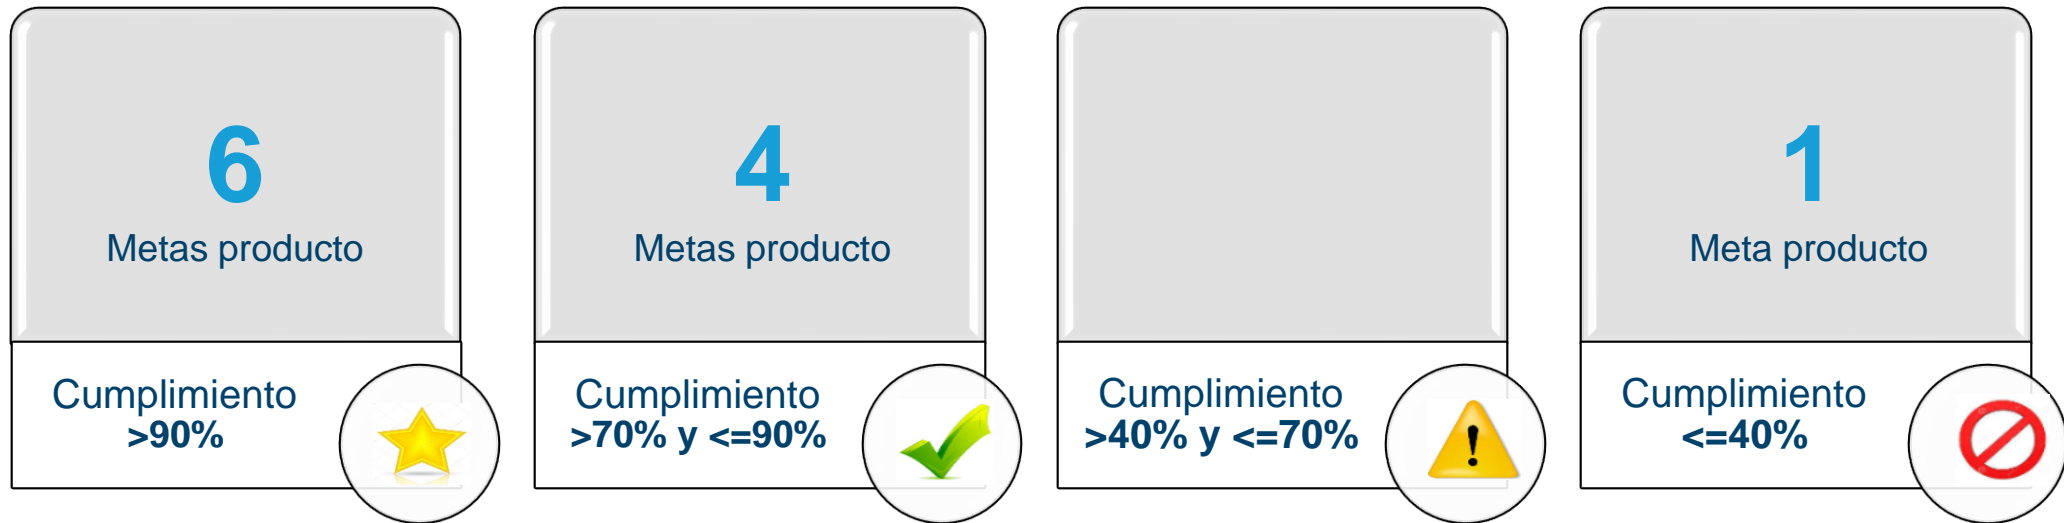 6
Metas producto
Cumplimiento
>90%
4
Metas producto
Cumplimiento
>70% y <=90%
Cumplimiento
>40% y <=70%
1
Meta producto
Cumplimiento
<=40%